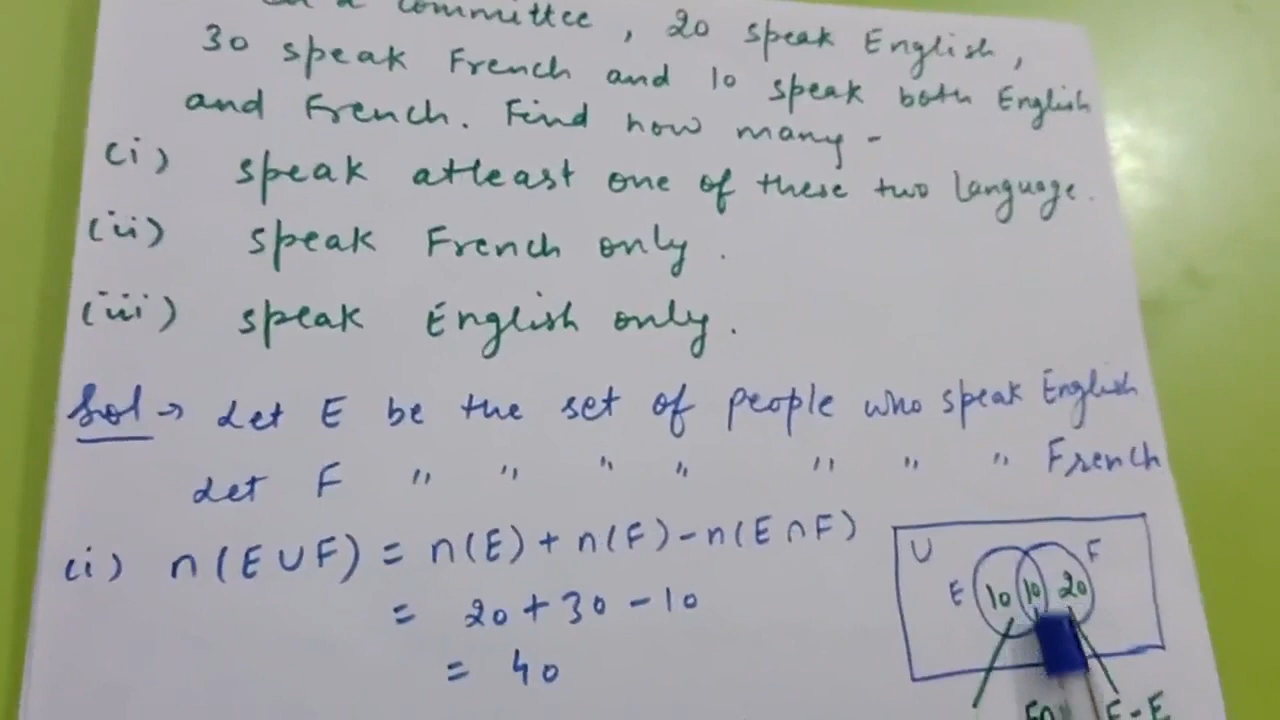 committee, 20 speak English,
30 speak French and 10 speak both English
and French. Find how many -
(i) speak atleast one of these two language.
(ii) speak French only.
(iii) speak English only.
Sol → Let E be the set of people who speak English
Let F " " " " " " " French
(i) n(E∪F) = n(E) + n(F) - n(E∩F)
= 20 + 30 - 10
= 40
U
E 10 10 20 F